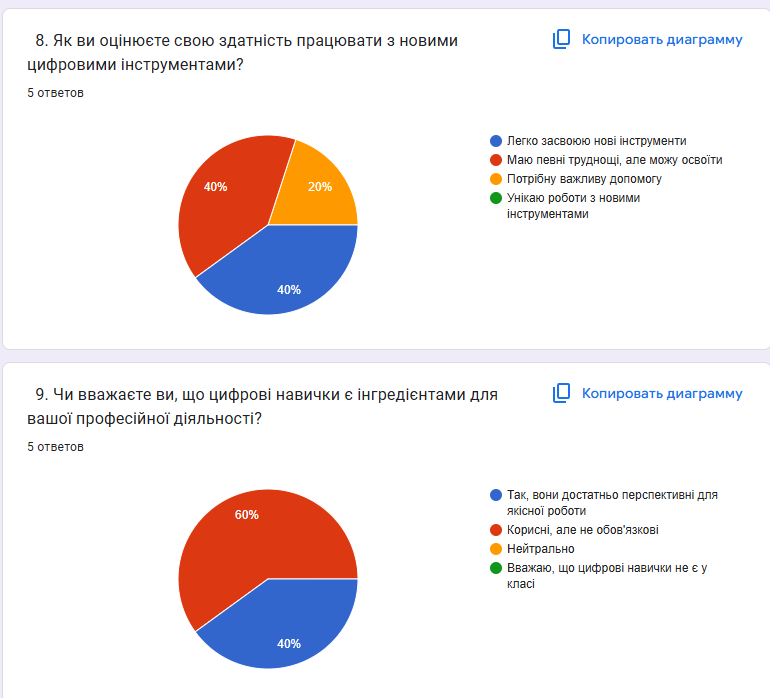 8. Як ви оцінюєте свою здатність працювати з новими
цифровими інструментами?
Копировать диаграмму
5 ответов
40%
20%
40%
Легко засвоюю нові інструменти
Маю певні труднощі, але можу освоїти
Потрібну важливу допомогу
Унікаю роботи з новими
інструментами
9. Чи вважаєте ви, що цифрові навички є інгредієнтами для
вашої професійної діяльності?
Копировать диаграмму
5 ответов
60%
40%
Так, вони достатньо перспективні для
якісної роботи
Корисні, але не обов'язкові
Нейтрально
Вважаю, що цифрові навички не є у
класі